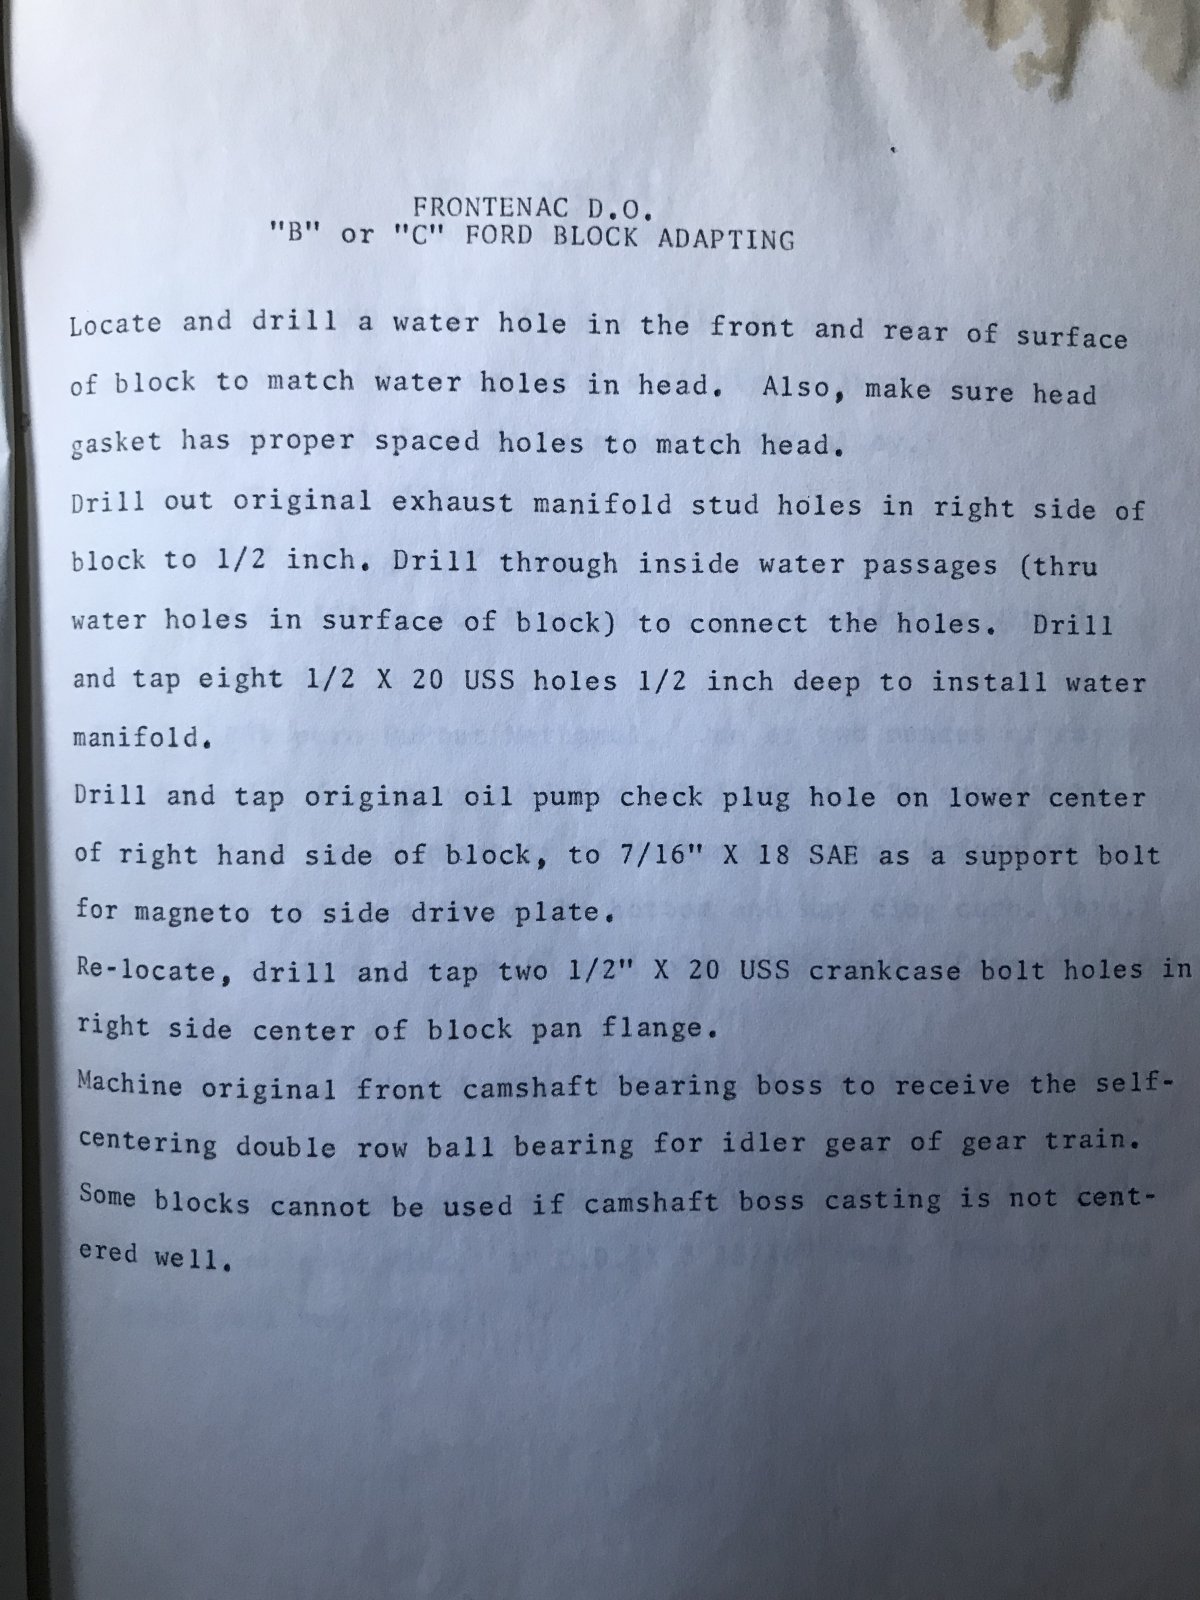 FRONTENAC D.O.
"B" or "C" FORD BLOCK ADAPTING
Locate and drill a water hole in the front and rear of surface
of block to match water holes in head. Also, make sure head
gasket has proper spaced holes to match head.
Drill out original exhaust manifold stud holes in right side of
block to 1/2 inch. Drill through inside water passages (thru
water holes in surface of block) to connect the holes. Drill
and tap eight 1/2 X 20 USS holes 1/2 inch deep to install water
manifold.
Drill and tap original oil pump check plug hole on lower center
of right hand side of block, to 7/16" X 18 SAE as a support bolt
for magneto to side drive plate.
Re-locate, drill and tap two 1/2" X 20 USS crankcase bolt holes in
right side center of block pan flange.
Machine original front camshaft bearing boss to receive the self-
centering double row ball bearing for idler gear of gear train.
Some blocks cannot be used if camshaft boss casting is not cent-
ered well.